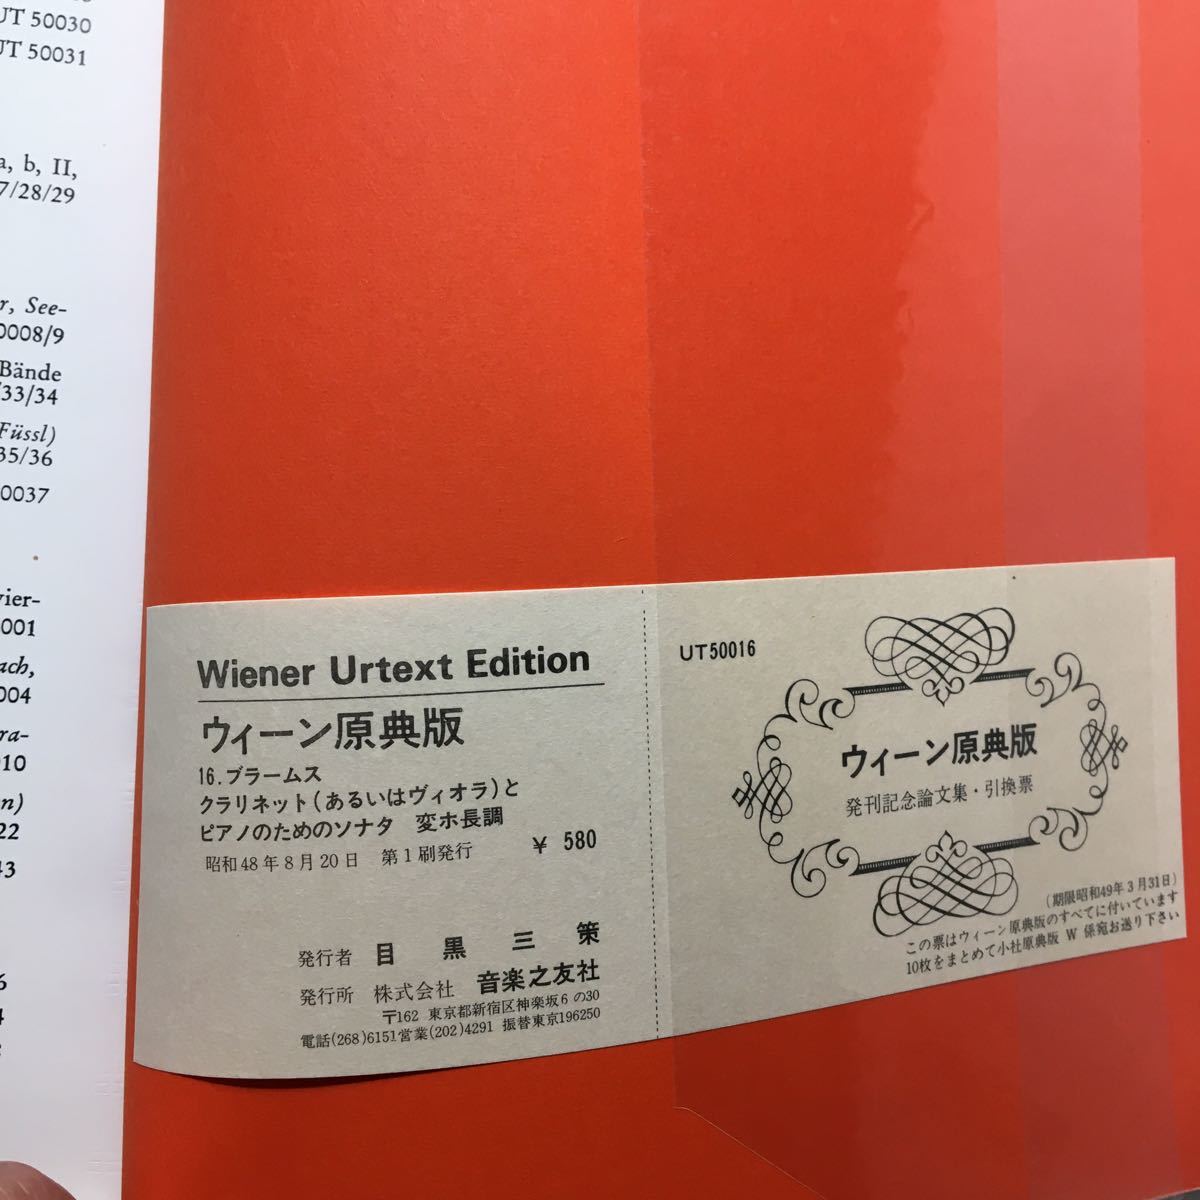 UT 50030
UT 50031
a, b, II,
7/28/29
r, See-
0008/9
Bände
/33/34
Füssl)
35/36
0037
vier-
001
ach,
004
ra-
10
en)
22
43
6
4
Wiener Urtext Edition
ウィーン原典版
16.ブラームス
クラリネット(あるいはヴィオラ)と
ピアノのためのソナタ 変ホ長調
昭和48年8月20日 第1刷発行 ¥ 580
発行者 目黒三策
発行所 株式会社 音楽之友社
〒162 東京都新宿区神楽坂6の30
電話(268)6151営業(202)4291 振替東京196250
UT50016
ウィーン原典版
発刊記念論文集・引換票
(期限昭和49年3月31日)
この票はウィーン原典版のすべてに付いています
10枚をまとめて小社原典版 W 係宛お送り下さい